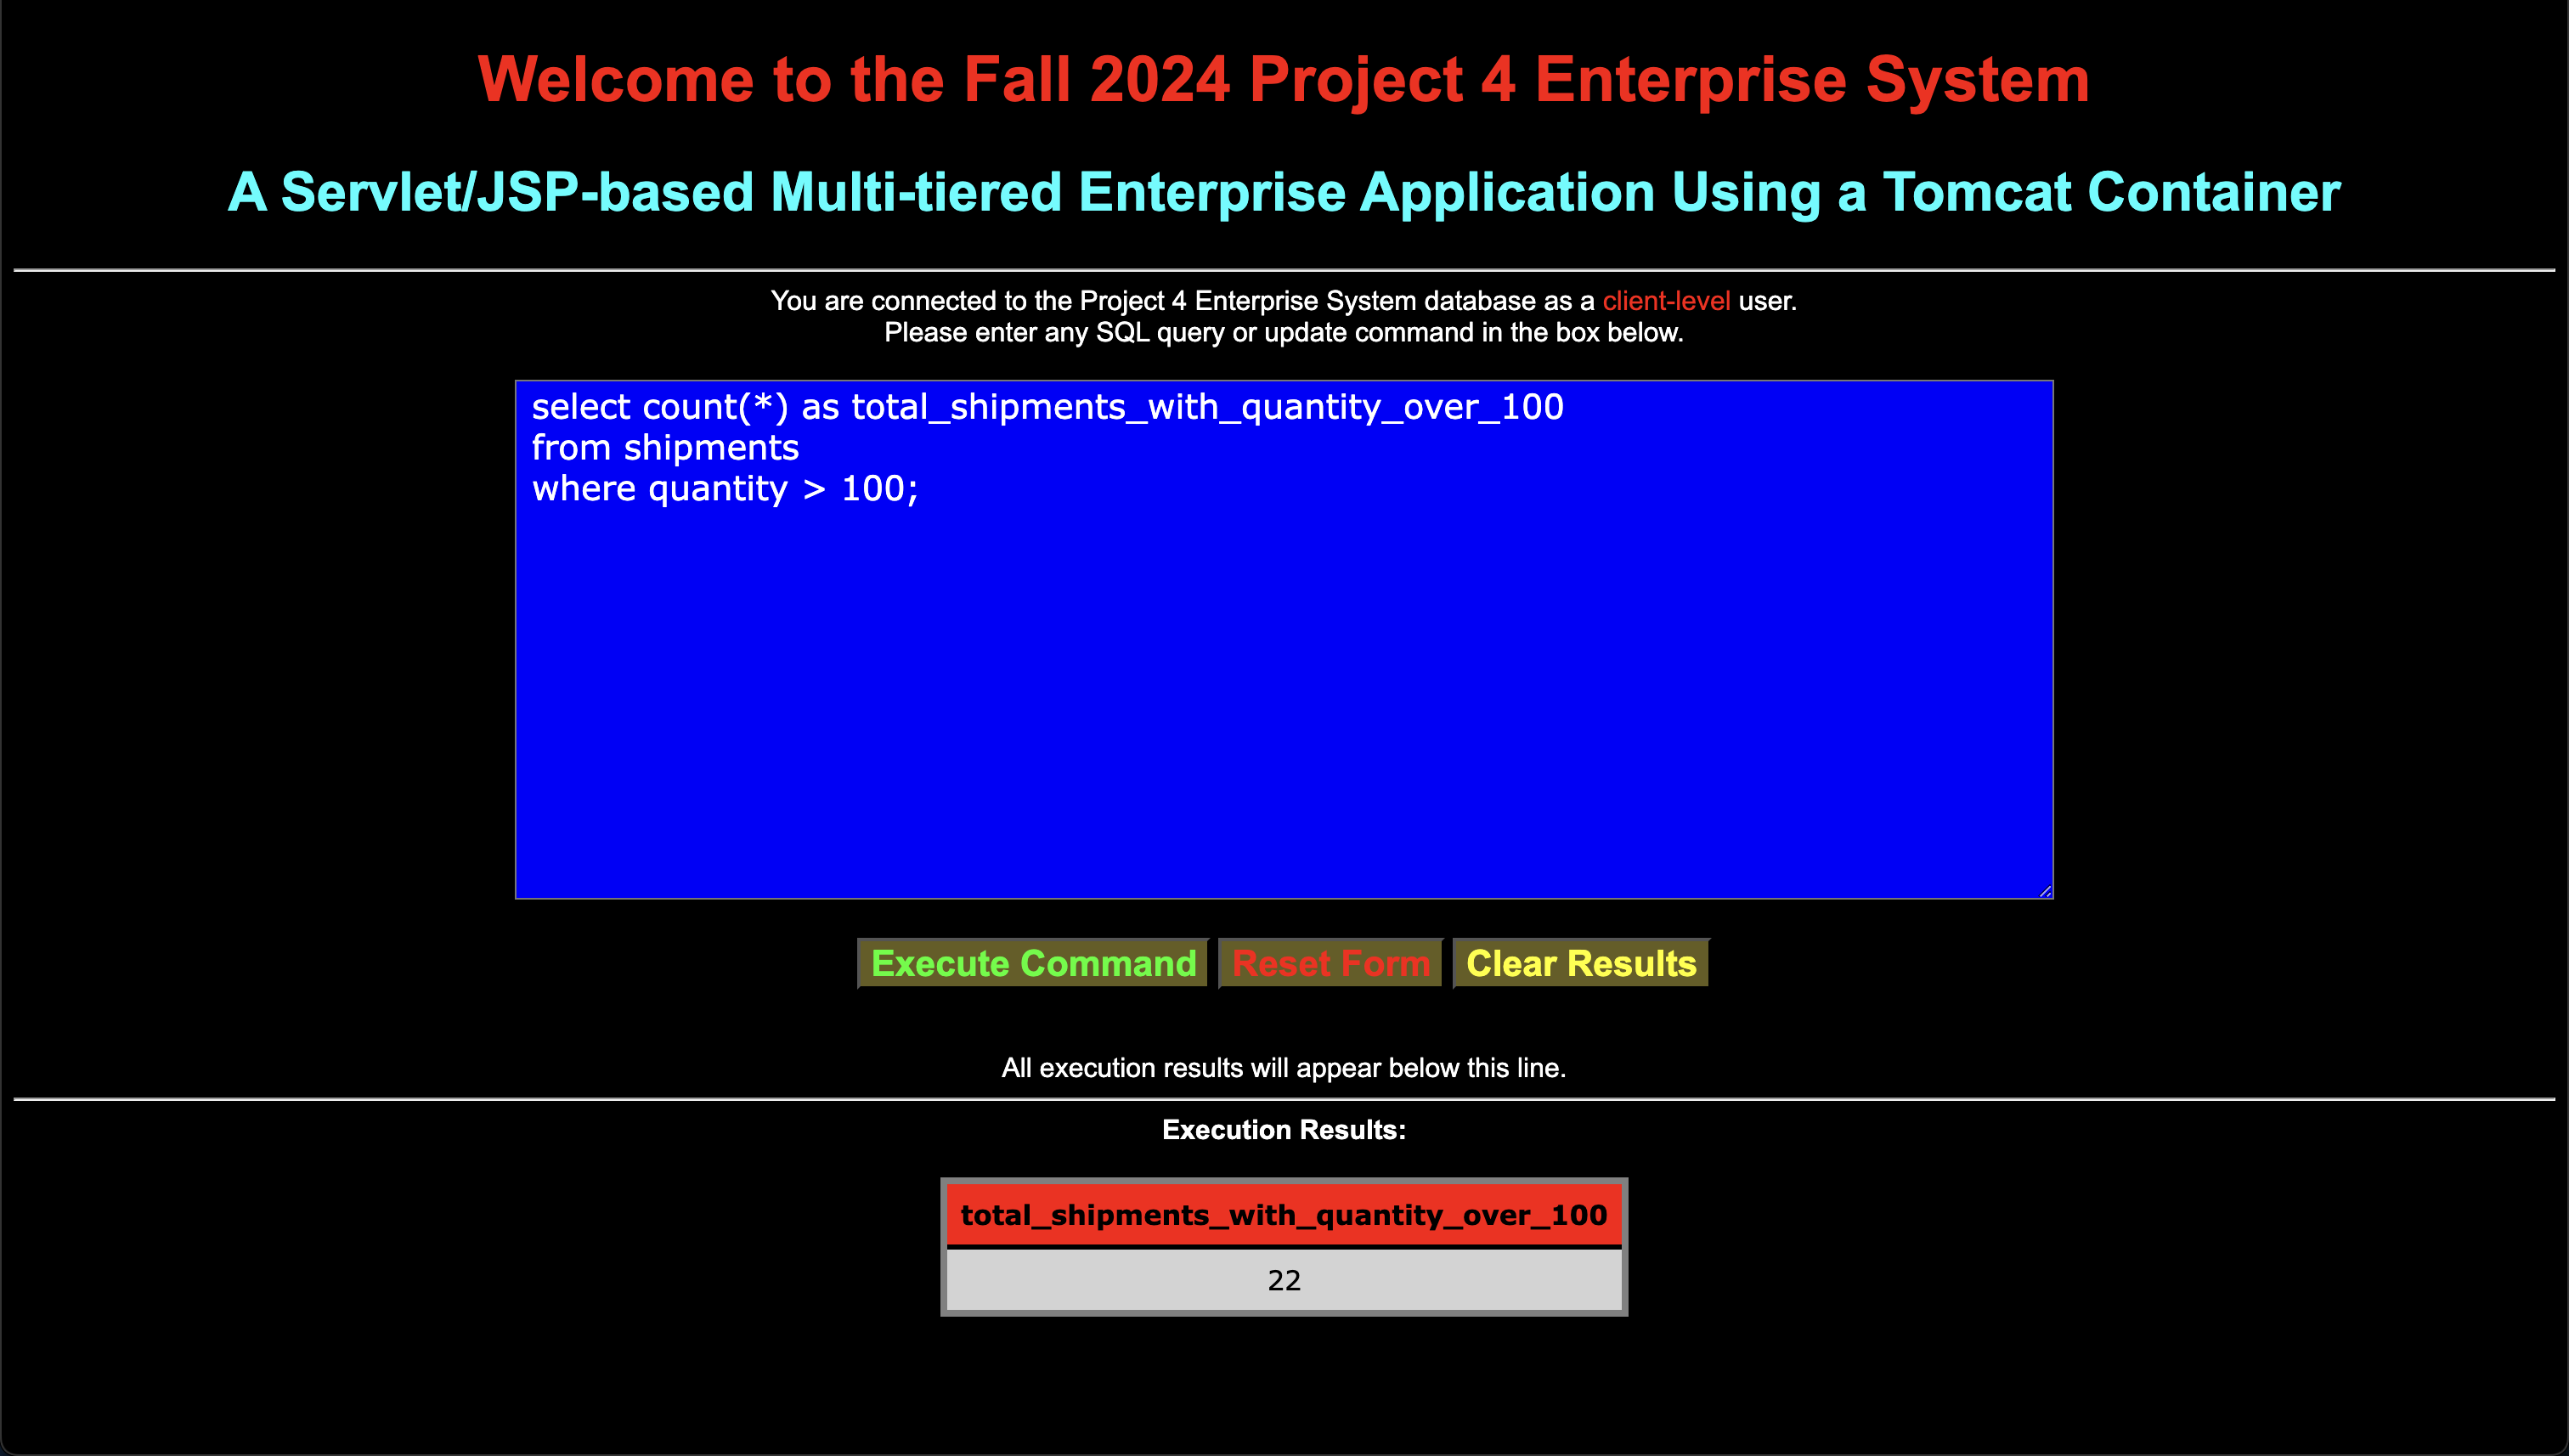 Welcome to the Fall 2024 Project 4 Enterprise System
A Servlet/JSP-based Multi-tiered Enterprise Application Using a Tomcat Container
You are connected to the Project 4 Enterprise System database as a client-level user.
Please enter any SQL query or update command in the box below.
select count(*) as total_shipments_with_quantity_over_100
from shipments
where quantity > 100;
Execute Command Reset Form Clear Results
All execution results will appear below this line.
Execution Results:
total_shipments_with_quantity_over_100
22